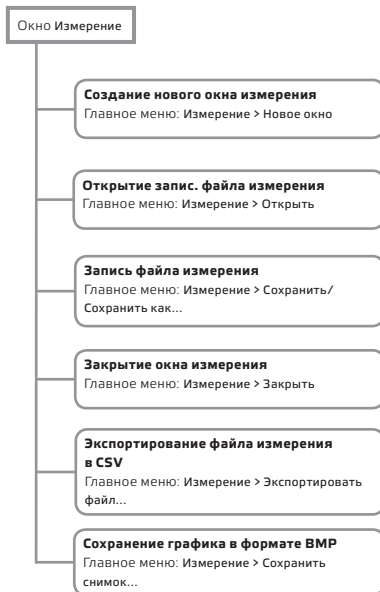 Окно Измерение
Создание нового окна измерения
Главное меню: Измерение > Новое окно
Открытие запис. файла измерения
Главное меню: Измерение > Открыть
Запись файла измерения
Главное меню: Измерение > Сохранить/
Сохранить как...
Закрытие окна измерения
Главное меню: Измерение > Закрыть
Экспортирование файла измерения
в CSV
Главное меню: Измерение > Экспортировать
файл...
Сохранение графика в формате BMP
Главное меню: Измерение > Сохранить
снимок...